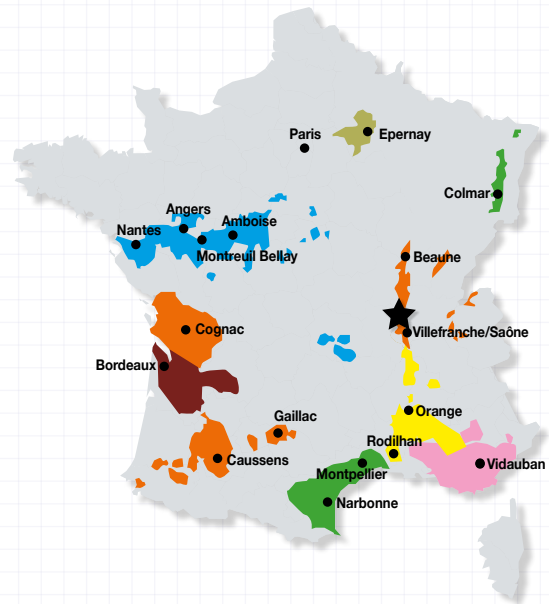 Paris
Epernay
Colmar
Angers
Amboise
Nantes
Montreuil Bellay
Beaune
Cognac
Villefranche/Saône
Bordeaux
Orange
Gaillac
Rodilhan
Caussens
Montpellier
Vidauban
Narbonne